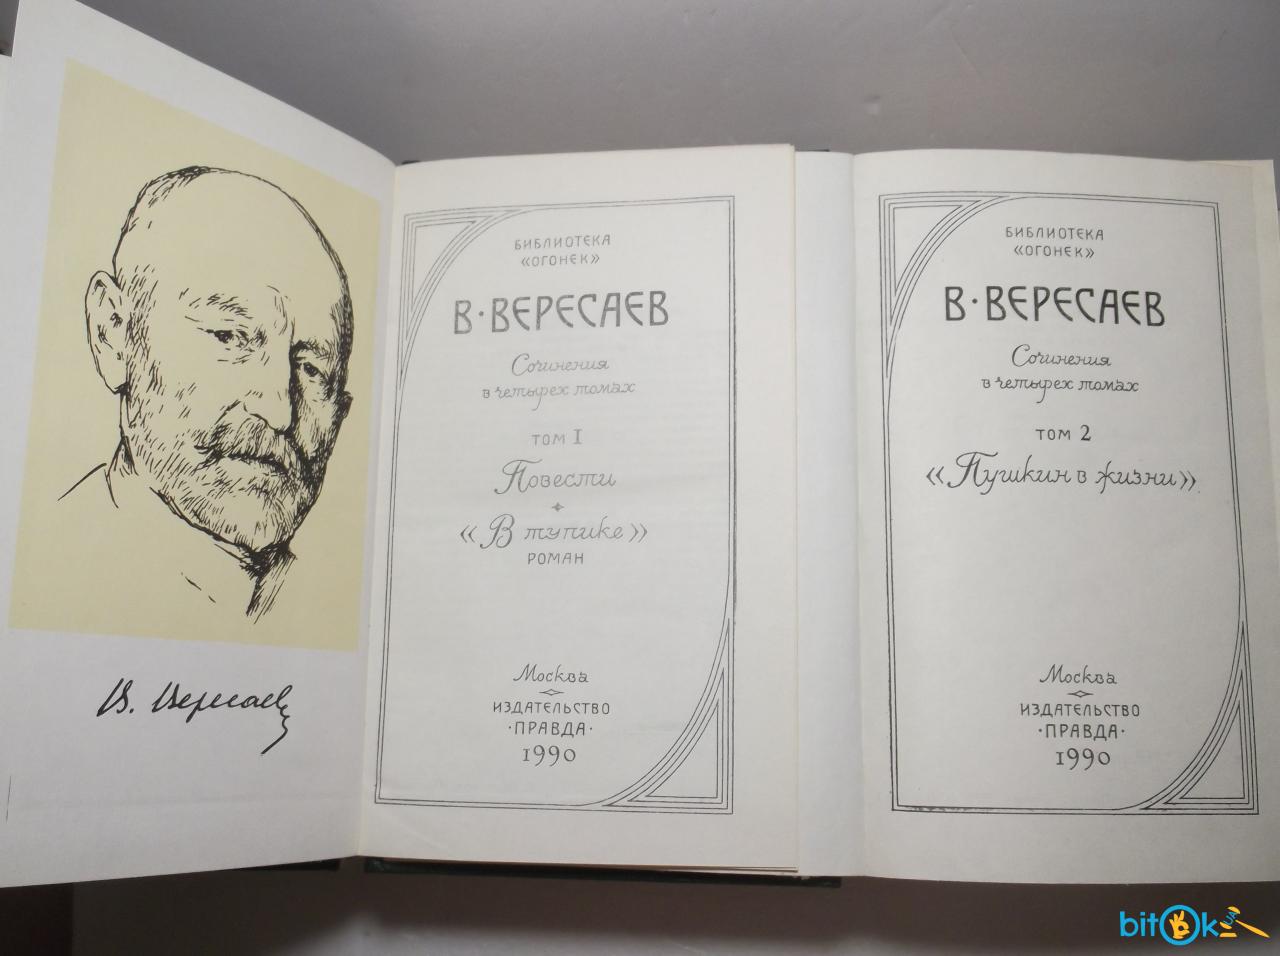 В. Вересаев
БИБЛИОТЕКА
«ОГОНЕК»
В·ВЕРЕСАЕВ
Сочинения
в четырех томах
ТОМ I
Повести
«В тупике»
РОМАН
Москва
ИЗДАТЕЛЬСТВО
·ПРАВДА·
1990
БИБЛИОТЕКА
«ОГОНЕК»
В·ВЕРЕСАЕВ
Сочинения
в четырех томах
ТОМ 2
«Пушкин в жизни»
Москва
ИЗДАТЕЛЬСТВО
·ПРАВДА·
1990
bitOk UA